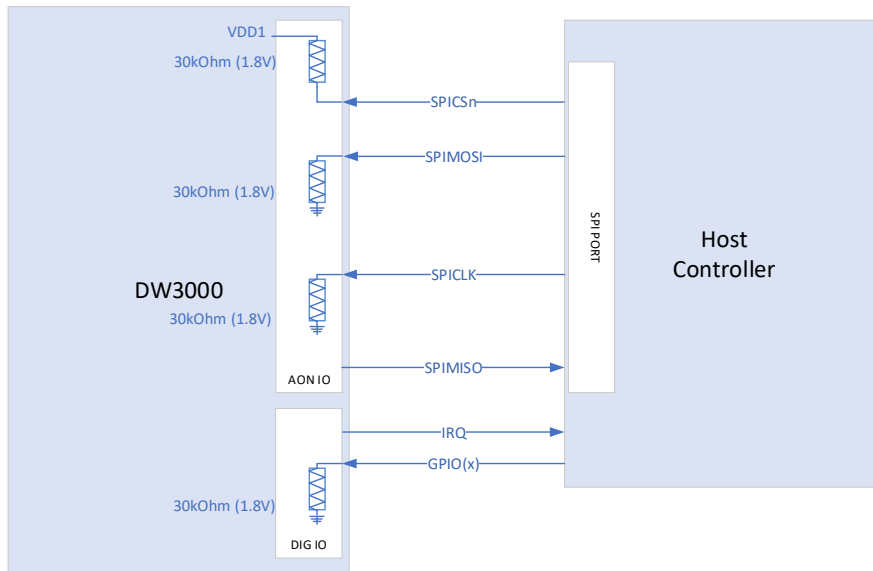 VDD1
30kOhm (1.8V)
SPICSn
SPIMOSI
30kOhm (1.8V)
SPI PORT
Host
Controller
SPICLK
DW3000
30kOhm (1.8V)
SPIMISO
AON IO
IRQ
GPIO(x)
30kOhm (1.8V)
DIG IO